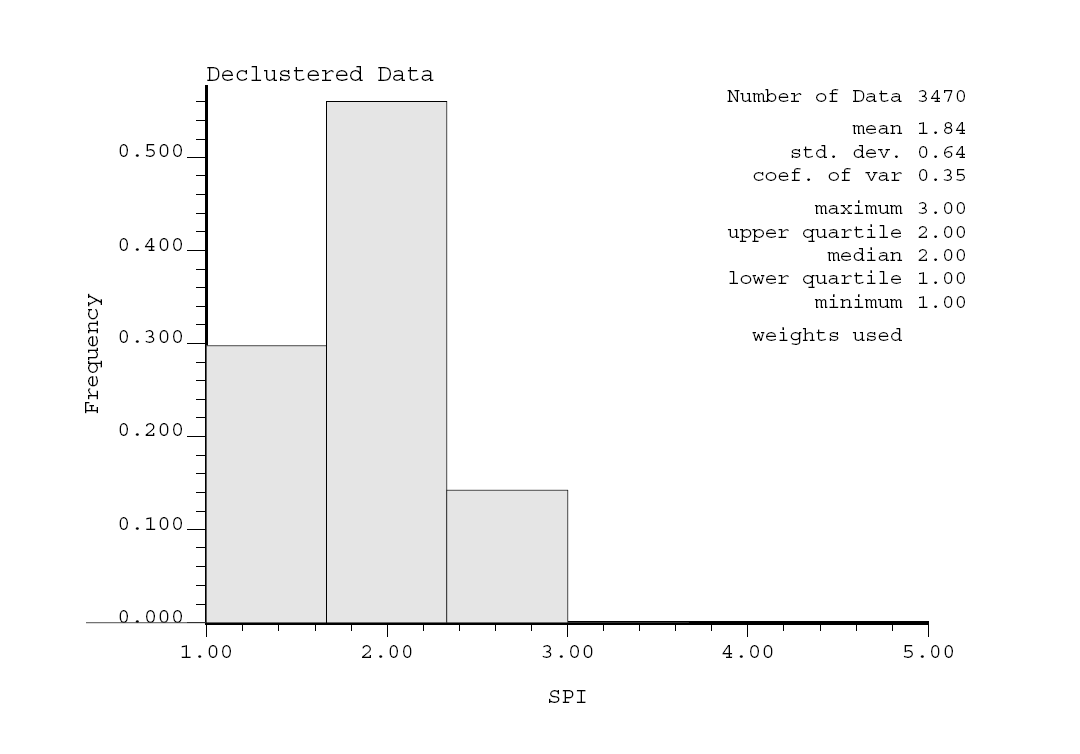 Declustered Data
Number of Data 3470
mean 1.84
std. dev. 0.64
coef. of var 0.35
maximum 3.00
upper quartile 2.00
median 2.00
lower quartile 1.00
minimum 1.00
weights used
Frequency
0.500
0.400
0.300
0.200
0.100
0.000
1.00 2.00 3.00 4.00 5.00
SPI